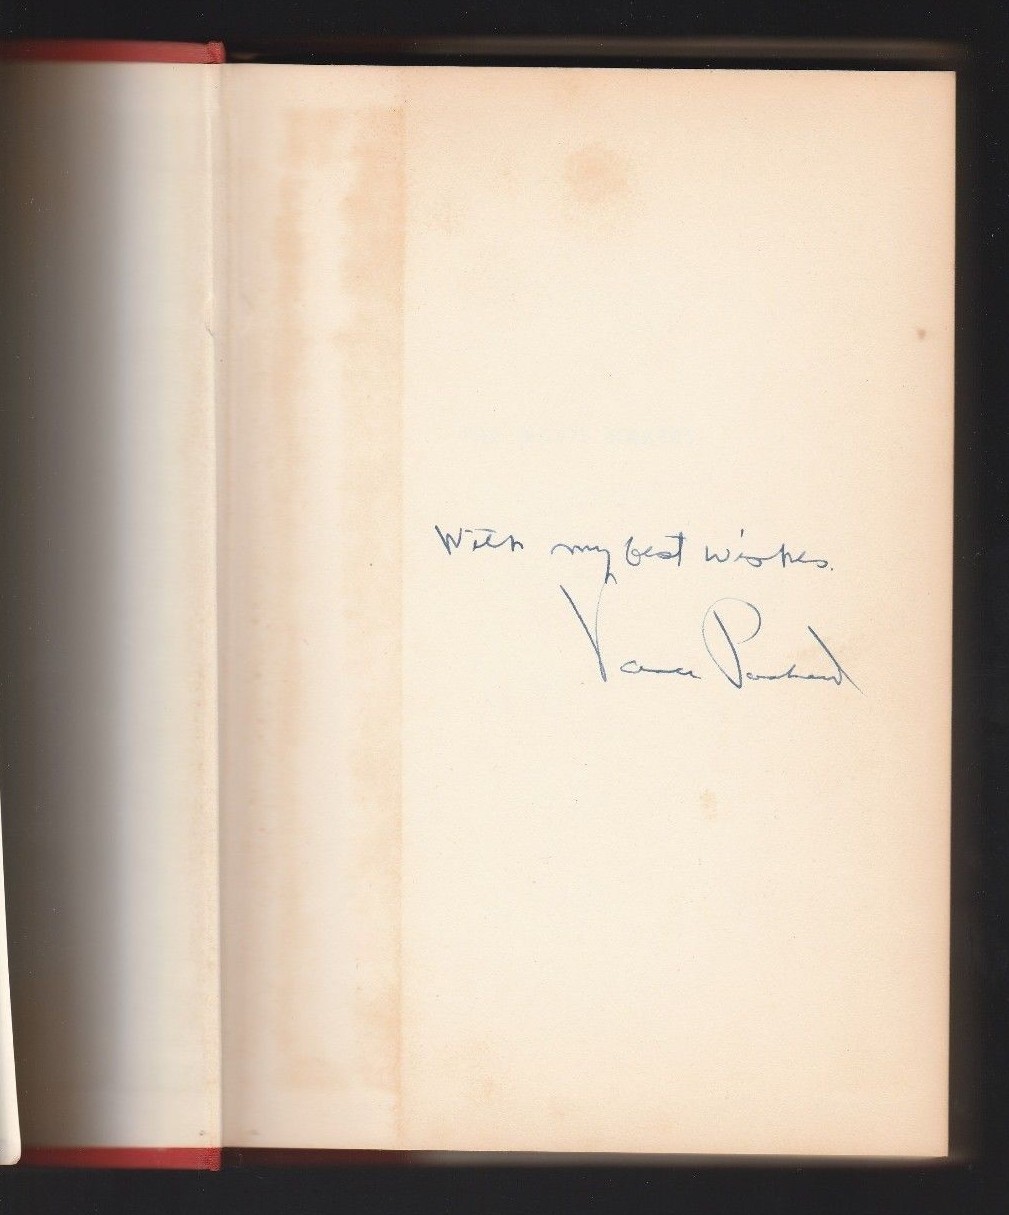 With my best wishes.
Vance Packard